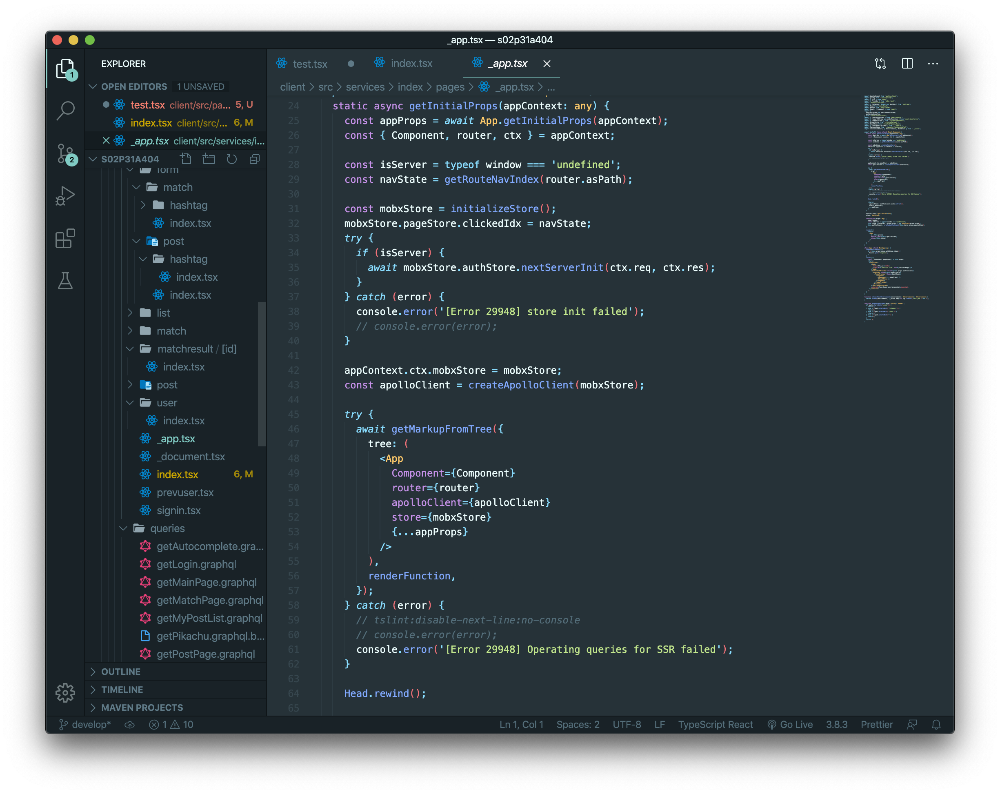 _app.tsx — s02p31a404
EXPLORER
OPEN EDITORS 1 UNSAVED
test.tsx client/src/pa... 5, U
index.tsx client/src/... 6, M
_app.tsx client/src/services/i...
S02P31A404
form
match
hashtag
index.tsx
post
hashtag
index.tsx
index.tsx
list
match
matchresult / [id]
index.tsx
post
user
index.tsx
_app.tsx
_document.tsx
index.tsx 6, M
prevuser.tsx
signin.tsx
queries
getAutocomplete.gra...
getLogin.graphql
getMainPage.graphql
getMatchPage.graphql
getMyPostList.graphql
getPikachu.graphql.b...
getPostPage.graphql
OUTLINE
TIMELINE
MAVEN PROJECTS
1
2
test.tsx index.tsx _app.tsx
client > src > services > index > pages > _app.tsx > ...
24 static async getInitialProps(appContext: any) {
25 const appProps = await App.getInitialProps(appContext);
26 const { Component, router, ctx } = appContext;
27
28 const isServer = typeof window === 'undefined';
29 const navState = getRouteNavIndex(router.asPath);
30
31 const mobxStore = initializeStore();
32 mobxStore.pageStore.clickedIdx = navState;
33 try {
34 if (isServer) {
35 await mobxStore.authStore.nextServerInit(ctx.req, ctx.res);
36 }
37 } catch (error) {
38 console.error('[Error 29948] store init failed');
39 // console.error(error);
40 }
41
42 appContext.ctx.mobxStore = mobxStore;
43 const apolloClient = createApolloClient(mobxStore);
44
45 try {
46 await getMarkupFromTree({
47 tree: (
48 <App
49 Component={Component}
50 router={router}
51 apolloClient={apolloClient}
52 store={mobxStore}
53 {...appProps}
54 />
55 ),
56 renderFunction,
57 });
58 } catch (error) {
59 // tslint:disable-next-line:no-console
60 // console.error(error);
61 console.error('[Error 29948] Operating queries for SSR failed');
62 }
63
64 Head.rewind();
65
develop* 1 10 Ln 1, Col 1 Spaces: 2 UTF-8 LF TypeScript React Go Live 3.8.3 Prettier